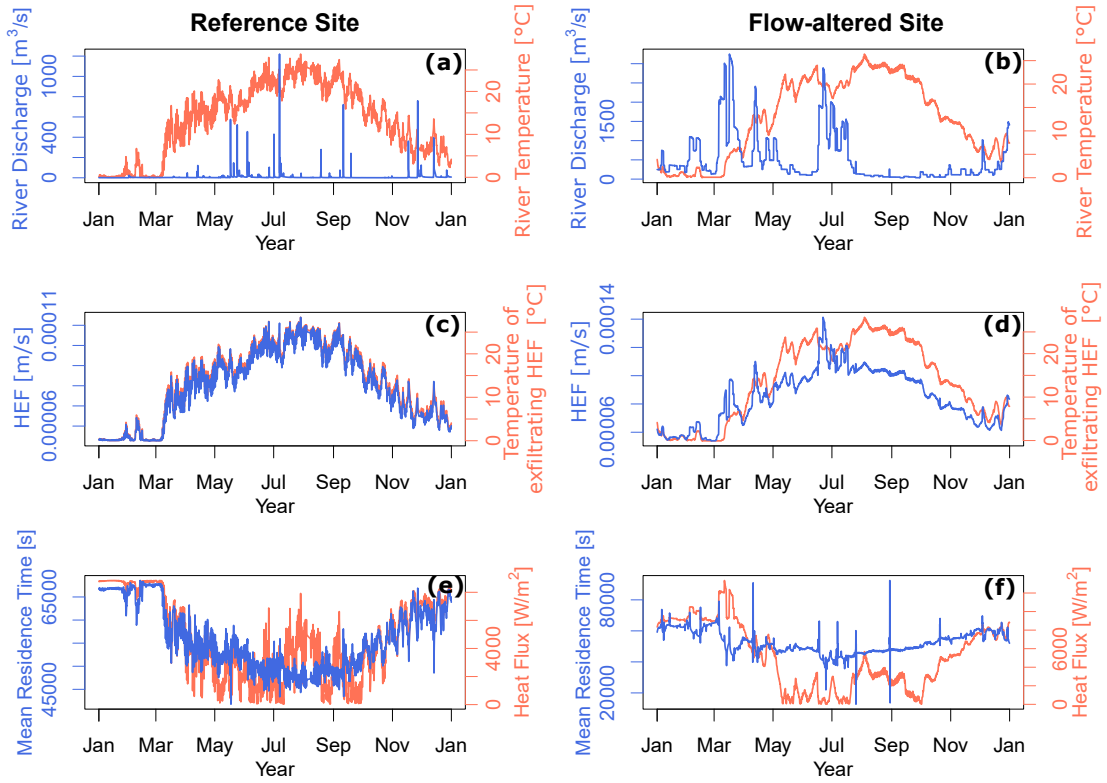 Reference Site
Flow-altered Site
River Discharge [m³/s]
0 400 1000
(a)
0 10 20
River Temperature [°C]
Jan Mar May Jul Sep Nov Jan
Year
River Discharge [m³/s]
0 500 1500
(b)
0 10 20
River Temperature [°C]
Jan Mar May Jul Sep Nov Jan
Year
HEF [m/s]
0.00006 0.00011
(c)
0 10 20
Temperature of
exfiltrating HEF [°C]
Jan Mar May Jul Sep Nov Jan
Year
HEF [m/s]
0.00006 0.00014
(d)
0 10 20
Temperature of
exfiltrating HEF [°C]
Jan Mar May Jul Sep Nov Jan
Year
Mean Residence Time [s]
45000 65000
(e)
0 4000
Heat Flux [W/m²]
Jan Mar May Jul Sep Nov Jan
Year
Mean Residence Time [s]
20000 80000
(f)
0 6000
Heat Flux [W/m²]
Jan Mar May Jul Sep Nov Jan
Year